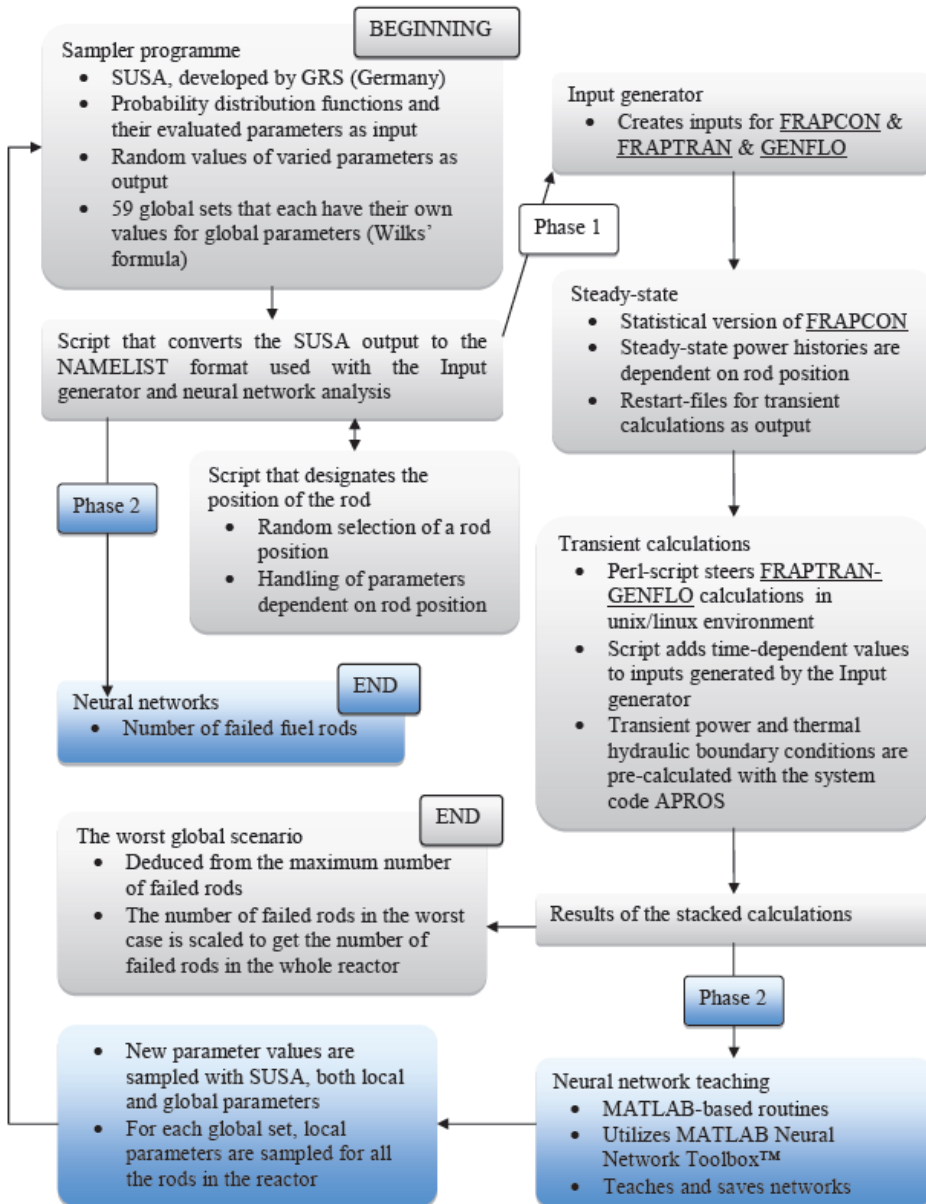 BEGINNING
Sampler programme
• SUSA, developed by GRS (Germany)
• Probability distribution functions and
their evaluated parameters as input
• Random values of varied parameters as
output
• 59 global sets that each have their own
values for global parameters (Wilks'
formula)
Script that converts the SUSA output to the
NAMELIST format used with the Input
generator and neural network analysis
Phase 1
Input generator
• Creates inputs for FRAPCON &
FRAPTRAN & GENFLO
Steady-state
• Statistical version of FRAPCON
• Steady-state power histories are
dependent on rod position
• Restart-files for transient
calculations as output
Script that designates the
position of the rod
• Random selection of a rod
position
• Handling of parameters
dependent on rod position
Phase 2
END
Neural networks
• Number of failed fuel rods
Transient calculations
• Perl-script steers FRAPTRAN-
GENFLO calculations in
unix/linux environment
• Script adds time-dependent values
to inputs generated by the Input
generator
• Transient power and thermal
hydraulic boundary conditions are
pre-calculated with the system
code APROS
END
The worst global scenario
• Deduced from the maximum number
of failed rods
• The number of failed rods in the worst
case is scaled to get the number of
failed rods in the whole reactor
Results of the stacked calculations
Phase 2
Neural network teaching
• MATLAB-based routines
• Utilizes MATLAB Neural
Network Toolbox™
• Teaches and saves networks
• New parameter values are
sampled with SUSA, both local
and global parameters
• For each global set, local
parameters are sampled for all
the rods in the reactor